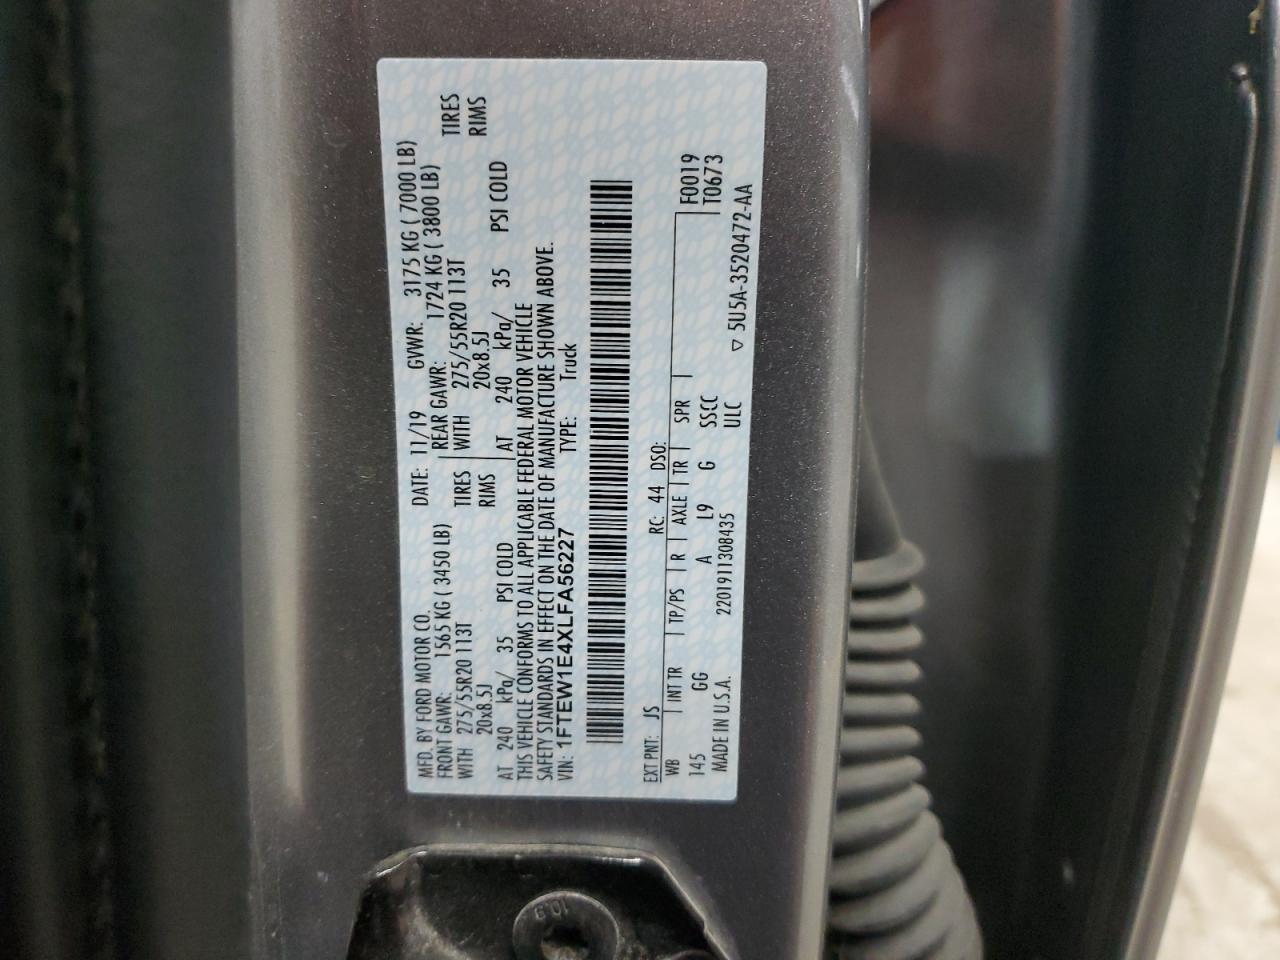 MFD. BY FORD MOTOR CO. DATE: 11/19 GVWR: 3175 KG ( 7000 LB)
FRONT GAWR: 1565 KG ( 3450 LB) REAR GAWR: 1724 KG ( 3800 LB)
WITH 275/55R20 113T TIRES WITH 275/55R20 113T TIRES
20x8.5J RIMS 20x8.5J RIMS
AT 240 kPa/ 35 PSI COLD AT 240 kPa/ 35 PSI COLD
THIS VEHICLE CONFORMS TO ALL APPLICABLE FEDERAL MOTOR VEHICLE
SAFETY STANDARDS IN EFFECT ON THE DATE OF MANUFACTURE SHOWN ABOVE.
VIN: 1FTEW1E4XLFA56227 TYPE: Truck
EXT PNT: JS RC: 44 DSO:
WB INT TR TP/PS R AXLE TR SPR F0019
145 GG A L9 G SSCC T0673
MADE IN U.S.A. 2201911308435 ULC ▽ 5U5A-3520472-AA
10.9